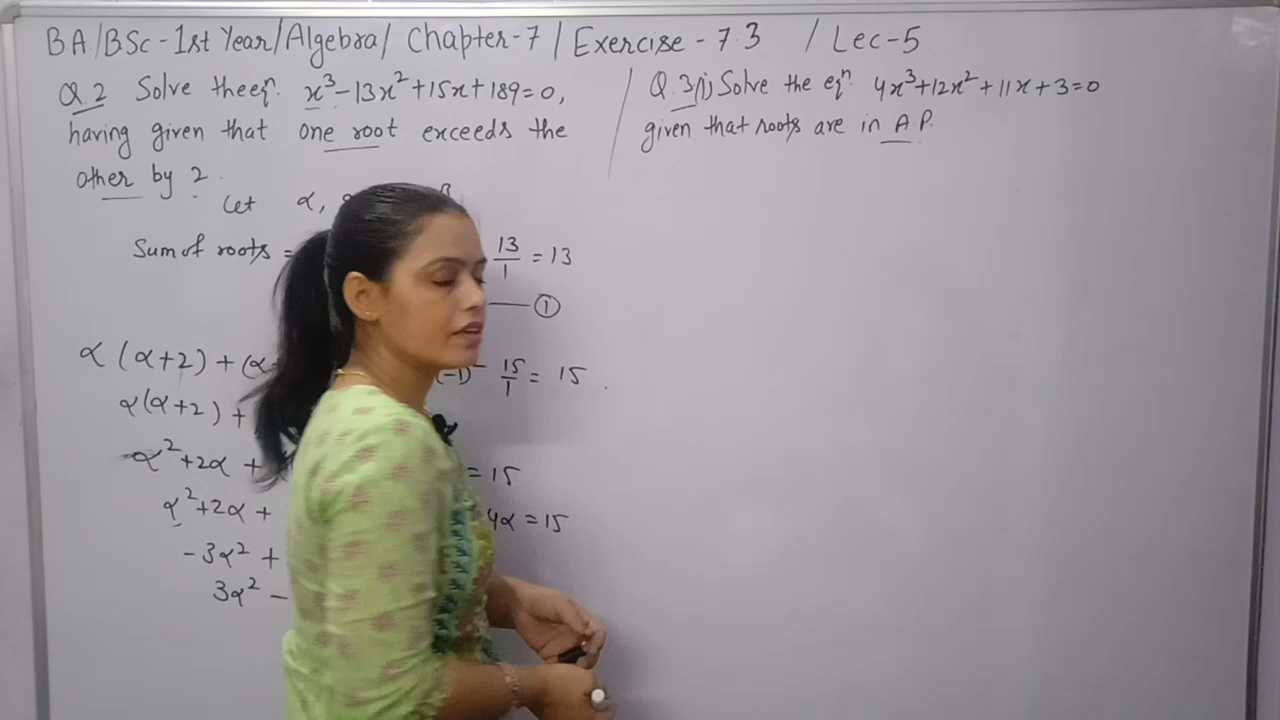 BA/BSc-1st Year/Algebra/ Chapter-7 / Exercise-7.3 / Lec-5
Q.2 Solve the eqn. x³-13x²+15x+189=0,
having given that one root exceeds the
other by 2.
Let α,
Sum of roots = 13/1 = 13
①
α(α+2)+(α (-1) 15/1 = 15
α(α+2)+
α²+2α+ = 15
α²+2α+ 4α=15
-3α²+
3α²-
Q.3(i) Solve the eqn. 4x³+12x²+11x+3=0
given that roots are in A.P.